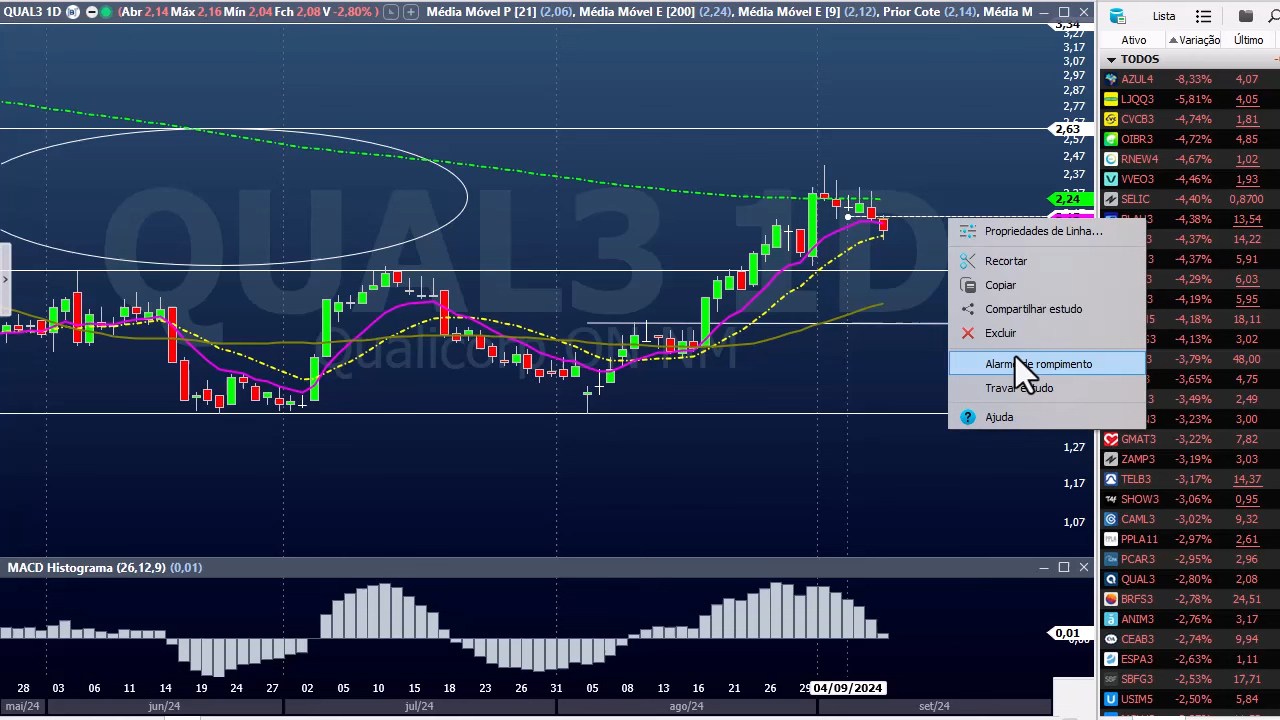 QUAL3 1D (Abr 2,14 Máx 2,16 Mín 2,04 Fch 2,08 V -2,80% ) Média Móvel P [21] (2,06), Média Móvel E [200] (2,24), Média Móvel E [9] (2,12), Prior Cote (2,14), Média M
QUAL3 1D
Qualicorp ON NM
3,34
3,27
3,17
3,07
2,97
2,87
2,77
2,67
2,63
2,57
2,47
2,37
2,24
1,27
1,17
1,07
Propriedades de Linha...
Recortar
Copiar
Compartilhar estudo
Excluir
Ajuda
MACD Histograma (26,12,9) (0,01)
0,01
28 03 06 11 14 19 24 27 02 05 10 15 18 23 26 31 05 08 13 16 21 26 29 04/09/2024
mai/24 jun/24 jul/24 ago/24 set/24
Lista
Ativo Variação Último
TODOS
AZUL4 -8,33% 4,07
LJQQ3 -5,81% 4,05
CVCB3 -4,74% 1,81
OIBR3 -4,72% 4,85
RNEW4 -4,67% 1,02
VVEO3 -4,46% 1,93
SELIC -4,40% 0,8700
-4,38% 13,54
-4,37% 14,22
-4,37% 5,91
-4,29% 6,03
-4,19% 5,95
-4,18% 18,11
-4,13% 3,02
-3,79% 48,00
-3,65% 4,75
-3,49% 2,49
-3,23% 3,00
GMAT3 -3,22% 7,82
ZAMP3 -3,19% 3,03
TELB3 -3,17% 14,37
SHOW3 -3,06% 0,95
CAML3 -2,98% 9,32
PPLA11 -2,97% 2,61
PCAR3 -2,95% 2,96
QUAL3 -2,80% 2,08
BRFS3 -2,78% 24,51
ANIM3 -2,76% 3,17
CEAB3 -2,74% 9,94
ESPA3 -2,63% 1,11
SBFG3 -2,53% 17,71
USIM5 -2,50% 5,84